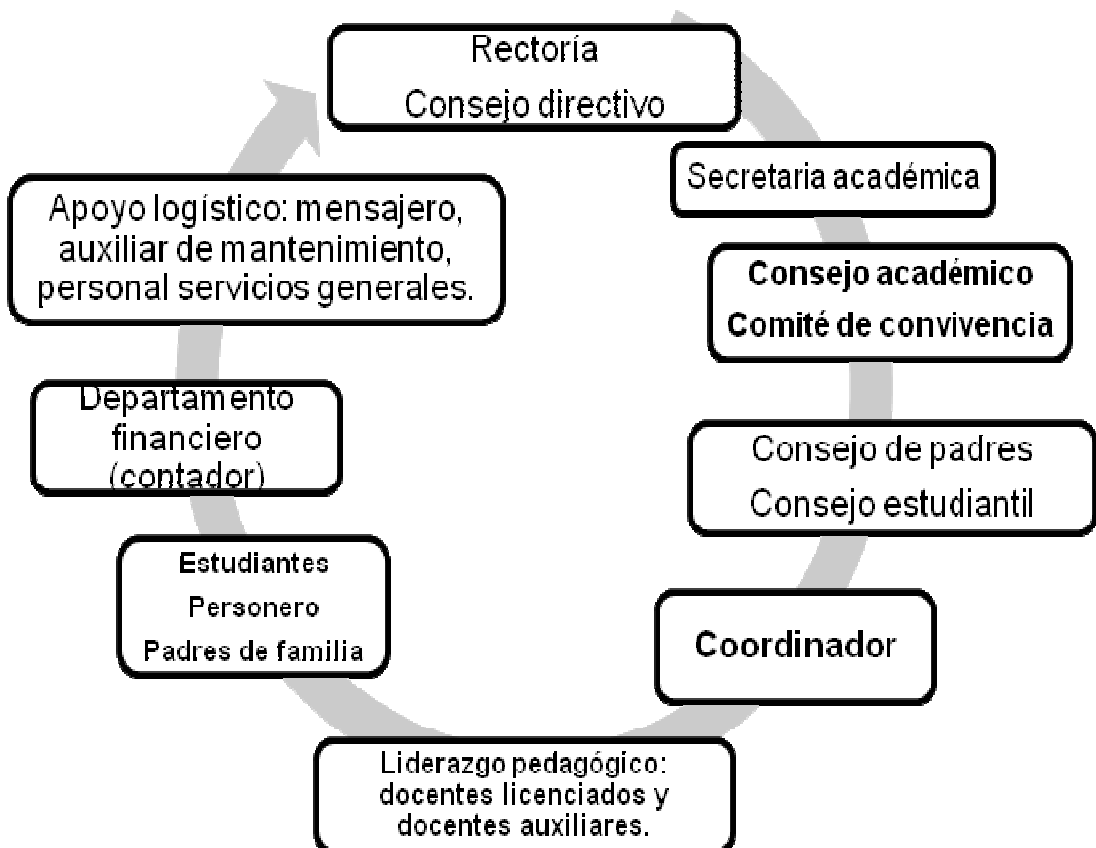 Rectoría
Consejo directivo
Secretaria académica
Consejo académico
Comité de convivencia
Consejo de padres
Consejo estudiantil
Coordinador
Liderazgo pedagógico:
docentes licenciados y
docentes auxiliares.
Estudiantes
Personero
Padres de familia
Departamento
financiero
(contador)
Apoyo logístico: mensajero,
auxiliar de mantenimiento,
personal servicios generales.